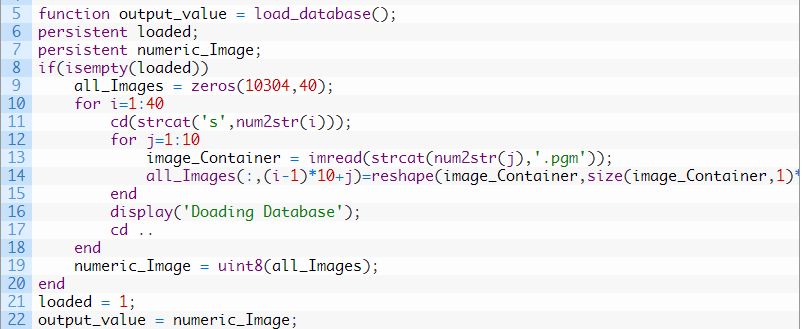 5 function output_value = load_database();
6 persistent loaded;
7 persistent numeric_Image;
8 if(isempty(loaded))
9 all_Images = zeros(10304,40);
10 for i=1:40
11 cd(strcat('s',num2str(i)));
12 for j=1:10
13 image_Container = imread(strcat(num2str(j),'.pgm'));
14 all_Images(:,(i-1)*10+j)=reshape(image_Container,size(image_Container,1)*
15 end
16 display('Doading Database');
17 cd ..
18 end
19 numeric_Image = uint8(all_Images);
20 end
21 loaded = 1;
22 output_value = numeric_Image;